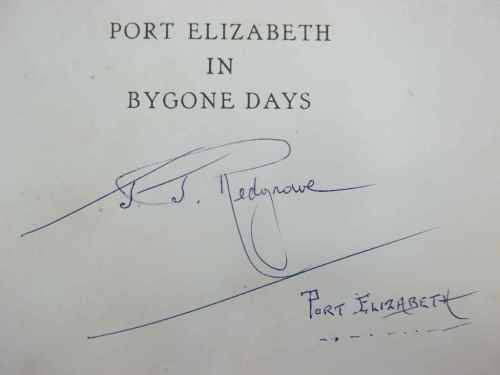 PORT ELIZABETH
IN
BYGONE DAYS
J. J. Redgrave
PORT ELIZABETH